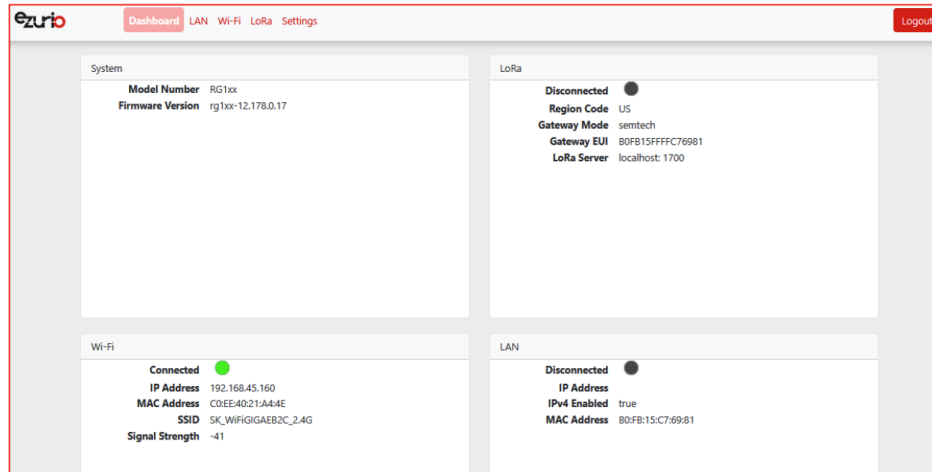 ezurio
Dashboard LAN Wi-Fi LoRa Settings
Logout
System
Model Number RG1xx
Firmware Version rg1xx-12.178.0.17
LoRa
Disconnected
Region Code US
Gateway Mode semtech
Gateway EUI B0FB15FFFFC76981
LoRa Server localhost: 1700
Wi-Fi
Connected
IP Address 192.168.45.160
MAC Address C0:EE:40:21:A4:4E
SSID SK_WiFiGIGAEB2C_2.4G
Signal Strength -41
LAN
Disconnected
IP Address
IPv4 Enabled true
MAC Address B0:FB:15:C7:69:81